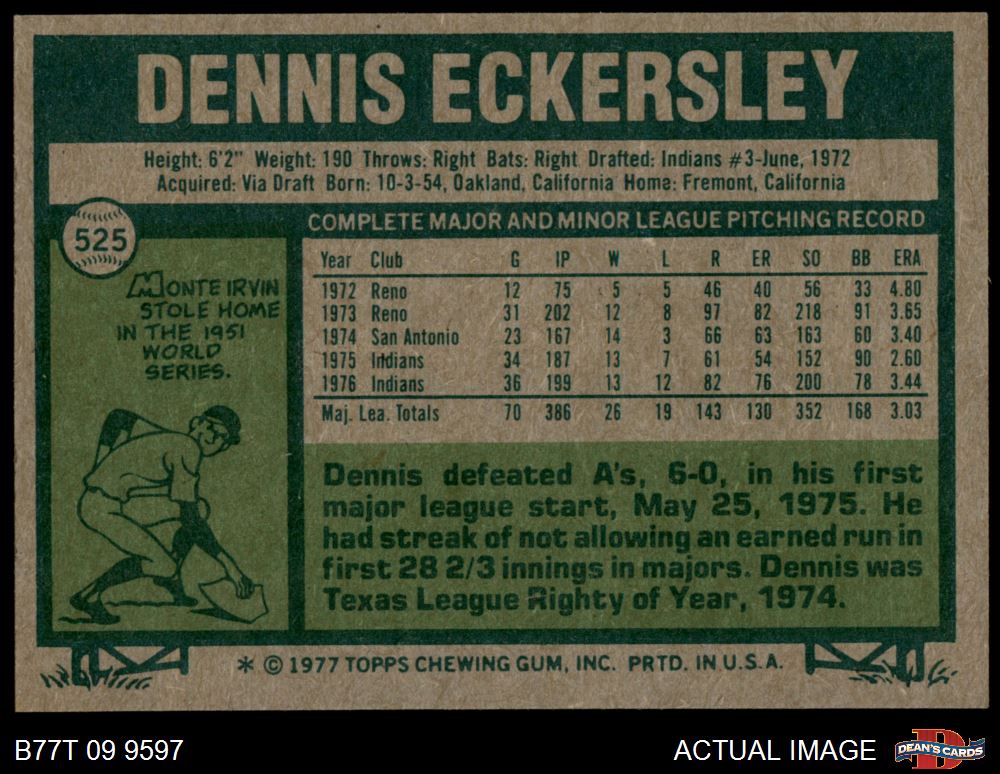 DENNIS ECKERSLEY
Height: 6'2" Weight: 190 Throws: Right Bats: Right Drafted: Indians #3-June, 1972
Acquired: Via Draft Born: 10-3-54, Oakland, California Home: Fremont, California
525
COMPLETE MAJOR AND MINOR LEAGUE PITCHING RECORD
MONTE IRVIN
STOLE HOME
IN THE 1951
WORLD
SERIES.
Year Club G IP W L R ER SO BB ERA
1972 Reno 12 75 5 5 46 40 56 33 4.80
1973 Reno 31 202 12 8 97 82 218 91 3.65
1974 San Antonio 23 167 14 3 66 63 163 60 3.40
1975 Indians 34 187 13 7 61 54 152 90 2.60
1976 Indians 36 199 13 12 82 76 200 78 3.44
Maj. Lea. Totals 70 386 26 19 143 130 352 168 3.03
Dennis defeated A's, 6-0, in his first
major league start, May 25, 1975. He
had streak of not allowing an earned run in
first 28 2/3 innings in majors. Dennis was
Texas League Righty of Year, 1974.
* © 1977 TOPPS CHEWING GUM, INC. PRTD. IN U.S.A.
B77T 09 9597
ACTUAL IMAGE
D
DEAN'S CARDS